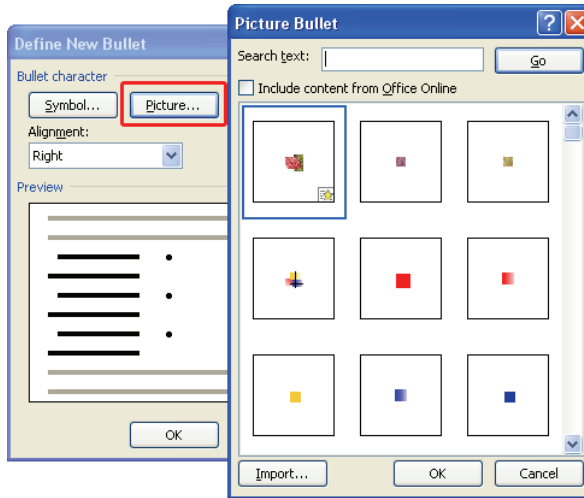 Define New Bullet
Bullet character
Symbol...
Picture...
Alignment:
Right
Preview
OK
Picture Bullet
Search text:
Go
Include content from Office Online
Import...
OK
Cancel